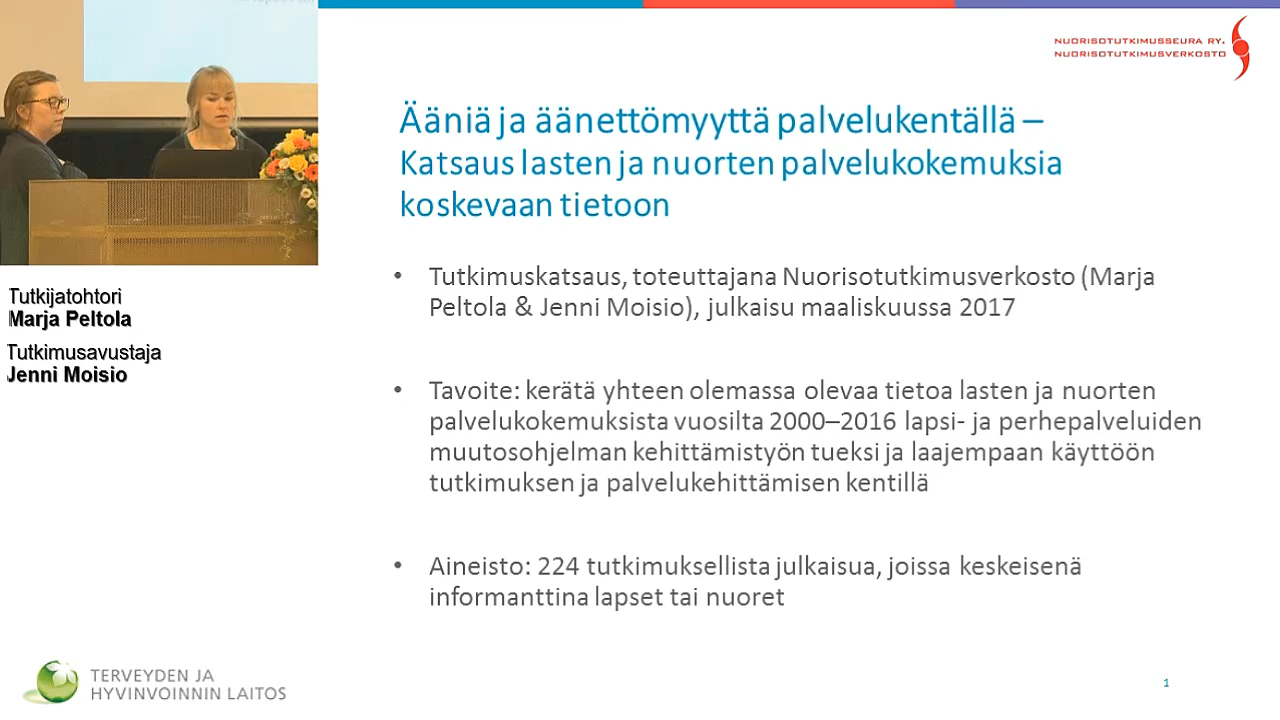 NUORISOTUTKIMUSSEURA RY.
NUORISOTUTKIMUSVERKOSTO
Ääniä ja äänettömyyttä palvelukentällä –
Katsaus lasten ja nuorten palvelukokemuksia
koskevaan tietoon
• Tutkimuskatsaus, toteuttajana Nuorisotutkimusverkosto (Marja
Peltola & Jenni Moisio), julkaisu maaliskuussa 2017
• Tavoite: kerätä yhteen olemassa olevaa tietoa lasten ja nuorten
palvelukokemuksista vuosilta 2000–2016 lapsi- ja perhepalveluiden
muutosohjelman kehittämistyön tueksi ja laajempaan käyttöön
tutkimuksen ja palvelukehittämisen kentillä
• Aineisto: 224 tutkimuksellista julkaisua, joissa keskeisenä
informanttina lapset tai nuoret
Tutkijatohtori
Marja Peltola
Tutkimusavustaja
Jenni Moisio
TERVEYDEN JA
HYVINVOINNIN LAITOS
1